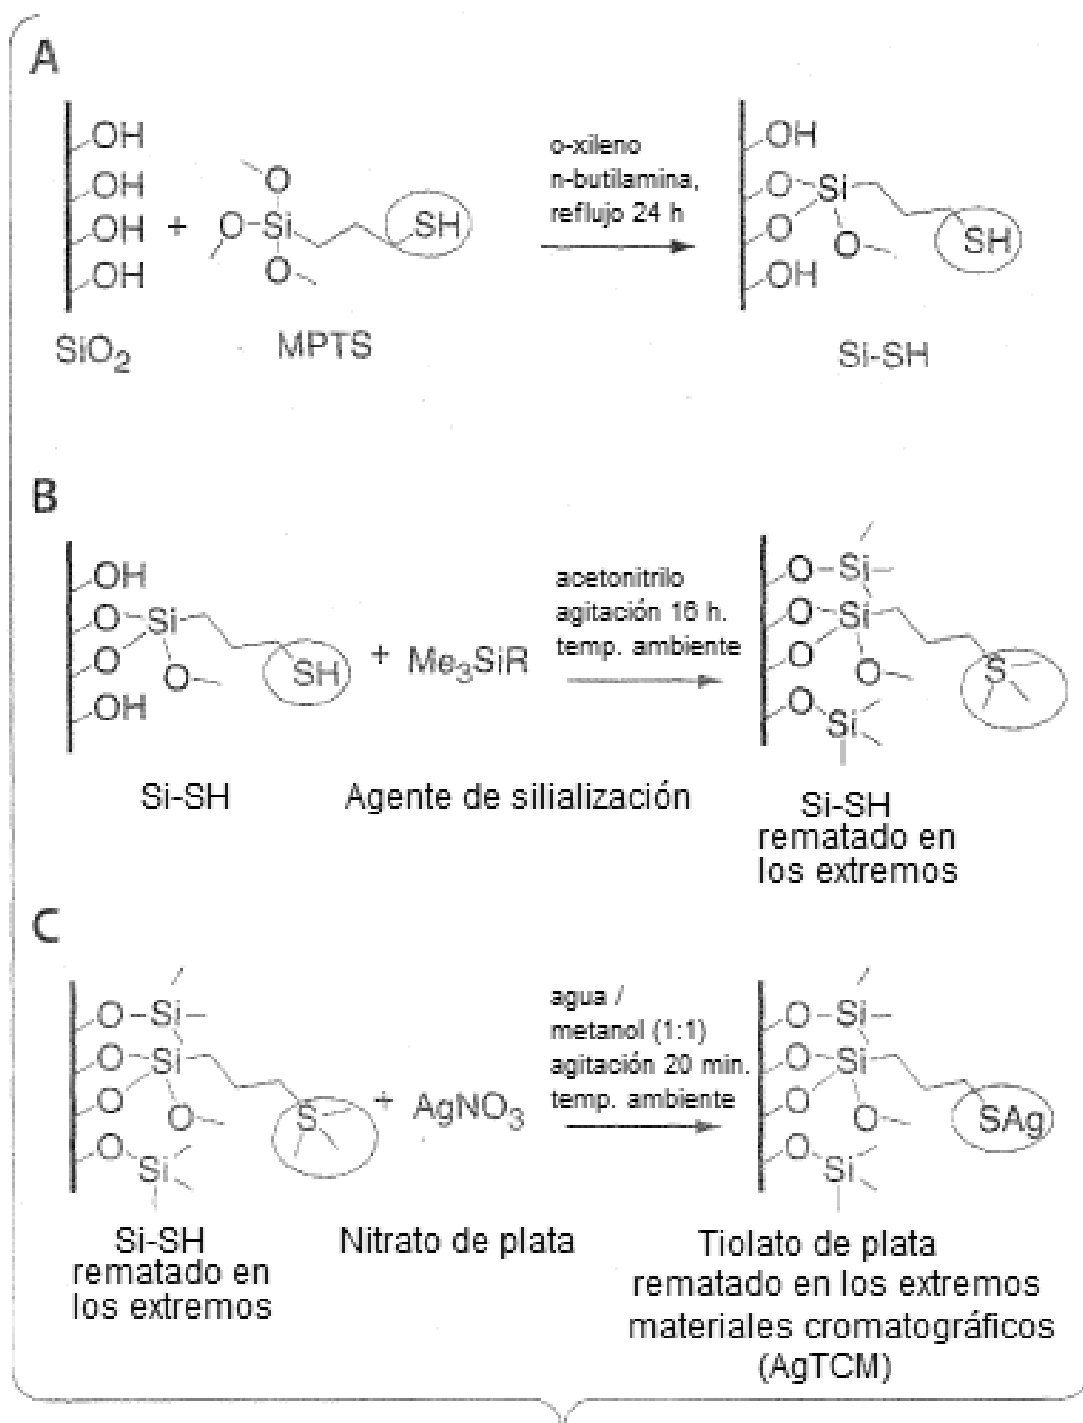 A
OH
OH
OH
OH
+
O
O
Si
O
SH
o-xileno
n-butilamina,
reflujo 24 h
OH
O
Si
O
O
OH
SH
SiO2
MPTS
Si-SH
B
OH
O
Si
O
O
OH
SH
+
Me3SiR
acetonitrilo
agitación 16 h.
temp. ambiente
O
Si
O
Si
O
O
S
O
Si
Si-SH
Agente de silialización
Si-SH
rematado en
los extremos
C
O
Si
O
Si
O
O
S
O
Si
+
AgNO3
agua /
metanol (1:1)
agitación 20 min.
temp. ambiente
O
Si
O
Si
O
O
SAg
O
Si
Si-SH
rematado en
los extremos
Nitrato de plata
Tiolato de plata
rematado en los extremos
materiales cromatográficos
(AgTCM)